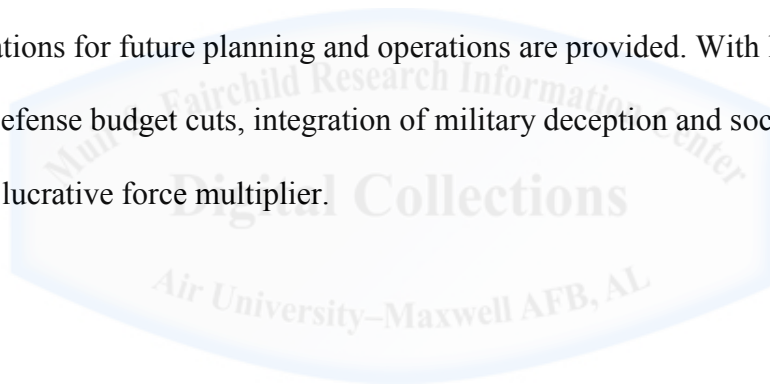 ations for future planning and operations are provided. With
efense budget cuts, integration of military deception and soc
lucrative force multiplier.
Muir S. Fairchild Research Information Center
Digital Collections
Air University–Maxwell AFB, AL